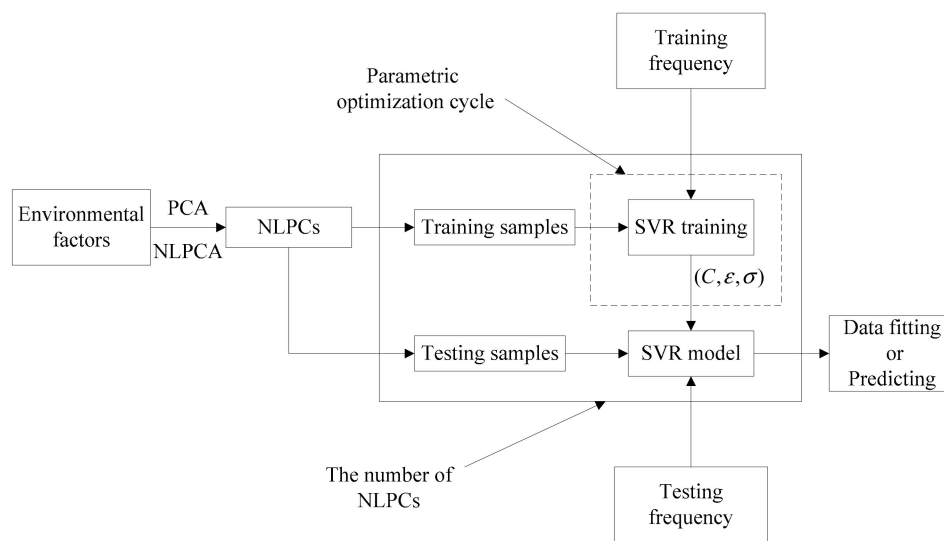 Training
frequency
Parametric
optimization cycle
Environmental
factors
PCA
NLPCA
NLPCs
Training samples
SVR training
(C, ε, σ)
Testing samples
SVR model
Data fitting
or
Predicting
The number of
NLPCs
Testing
frequency